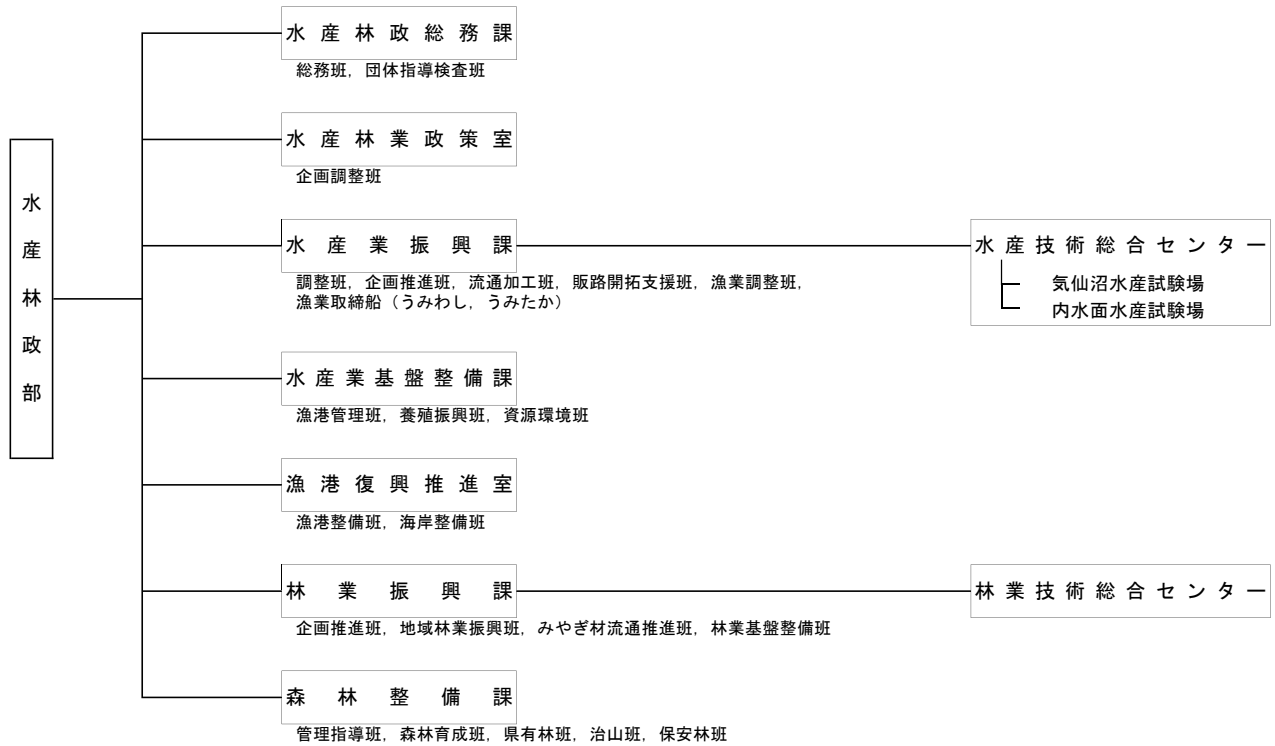 水産林政部
水産林政総務課
総務班，団体指導検査班
水産林業政策室
企画調整班
水産業振興課
調整班，企画推進班，流通加工班，販路開拓支援班，漁業調整班，
漁業取締船（うみわし，うみたか）
水産技術総合センター
気仙沼水産試験場
内水面水産試験場
水産業基盤整備課
漁港管理班，養殖振興班，資源環境班
漁港復興推進室
漁港整備班，海岸整備班
林業振興課
企画推進班，地域林業振興班，みやぎ材流通推進班，林業基盤整備班
林業技術総合センター
森林整備課
管理指導班，森林育成班，県有林班，治山班，保安林班